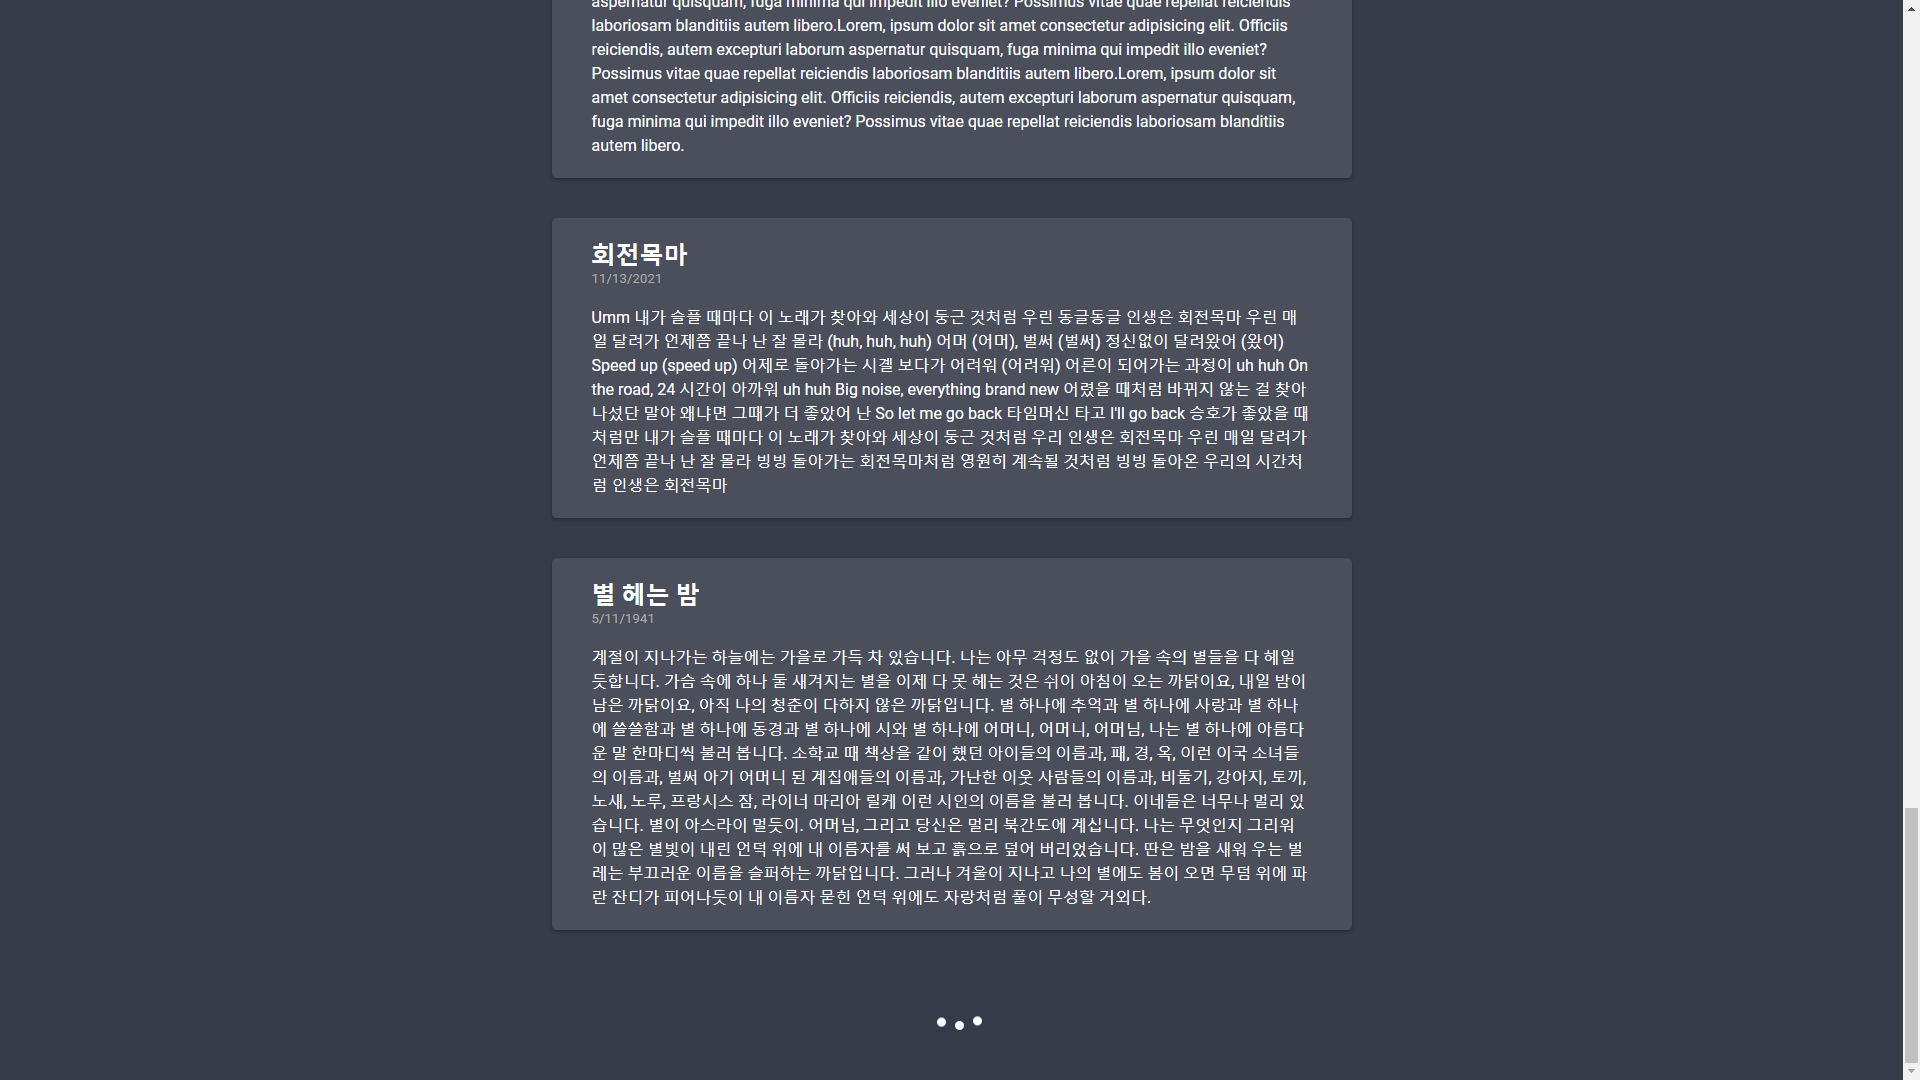 aspernatur quisquam, fuga minima qui impedit illo eveniet? Possimus vitae quae repellat reiciendis
laboriosam blanditiis autem libero.Lorem, ipsum dolor sit amet consectetur adipisicing elit. Officiis
reiciendis, autem excepturi laborum aspernatur quisquam, fuga minima qui impedit illo eveniet?
Possimus vitae quae repellat reiciendis laboriosam blanditiis autem libero.Lorem, ipsum dolor sit
amet consectetur adipisicing elit. Officiis reiciendis, autem excepturi laborum aspernatur quisquam,
fuga minima qui impedit illo eveniet? Possimus vitae quae repellat reiciendis laboriosam blanditiis
autem libero.
회전목마
11/13/2021
Umm 내가 슬플 때마다 이 노래가 찾아와 세상이 둥근 것처럼 우린 동글동글 인생은 회전목마 우린 매
일 달려가 언제쯤 끝나 난 잘 몰라 (huh, huh, huh) 어머 (어머), 벌써 (벌써) 정신없이 달려왔어 (왔어)
Speed up (speed up) 어제로 돌아가는 시곌 보다가 어려워 (어려워) 어른이 되어가는 과정이 uh huh On
the road, 24 시간이 아까워 uh huh Big noise, everything brand new 어렸을 때처럼 바뀌지 않는 걸 찾아
나섰단 말야 왜냐면 그때가 더 좋았어 난 So let me go back 타임머신 타고 I'll go back 승호가 좋았을 때
처럼만 내가 슬플 때마다 이 노래가 찾아와 세상이 둥근 것처럼 우리 인생은 회전목마 우린 매일 달려가
언제쯤 끝나 난 잘 몰라 빙빙 돌아가는 회전목마처럼 영원히 계속될 것처럼 빙빙 돌아온 우리의 시간처
럼 인생은 회전목마
별 헤는 밤
5/11/1941
계절이 지나가는 하늘에는 가을로 가득 차 있습니다. 나는 아무 걱정도 없이 가을 속의 별들을 다 헤일
듯합니다. 가슴 속에 하나 둘 새겨지는 별을 이제 다 못 헤는 것은 쉬이 아침이 오는 까닭이요, 내일 밤이
남은 까닭이요, 아직 나의 청춘이 다하지 않은 까닭입니다. 별 하나에 추억과 별 하나에 사랑과 별 하나
에 쓸쓸함과 별 하나에 동경과 별 하나에 시와 별 하나에 어머니, 어머니, 어머님, 나는 별 하나에 아름다
운 말 한마디씩 불러 봅니다. 소학교 때 책상을 같이 했던 아이들의 이름과, 패, 경, 옥, 이런 이국 소녀들
의 이름과, 벌써 아기 어머니 된 계집애들의 이름과, 가난한 이웃 사람들의 이름과, 비둘기, 강아지, 토끼,
노새, 노루, 프랑시스 잠, 라이너 마리아 릴케 이런 시인의 이름을 불러 봅니다. 이네들은 너무나 멀리 있
습니다. 별이 아스라이 멀듯이. 어머님, 그리고 당신은 멀리 북간도에 계십니다. 나는 무엇인지 그리워
이 많은 별빛이 내린 언덕 위에 내 이름자를 써 보고 흙으로 덮어 버리었습니다. 딴은 밤을 새워 우는 벌
레는 부끄러운 이름을 슬퍼하는 까닭입니다. 그러나 겨울이 지나고 나의 별에도 봄이 오면 무덤 위에 파
란 잔디가 피어나듯이 내 이름자 묻힌 언덕 위에도 자랑처럼 풀이 무성할 거외다.